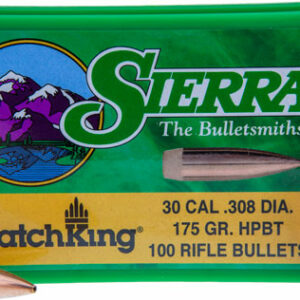 SIERRA
The Bulletsmiths
atchKing
30 CAL .308 DIA.
175 GR. HPBT
100 RIFLE BULLETS